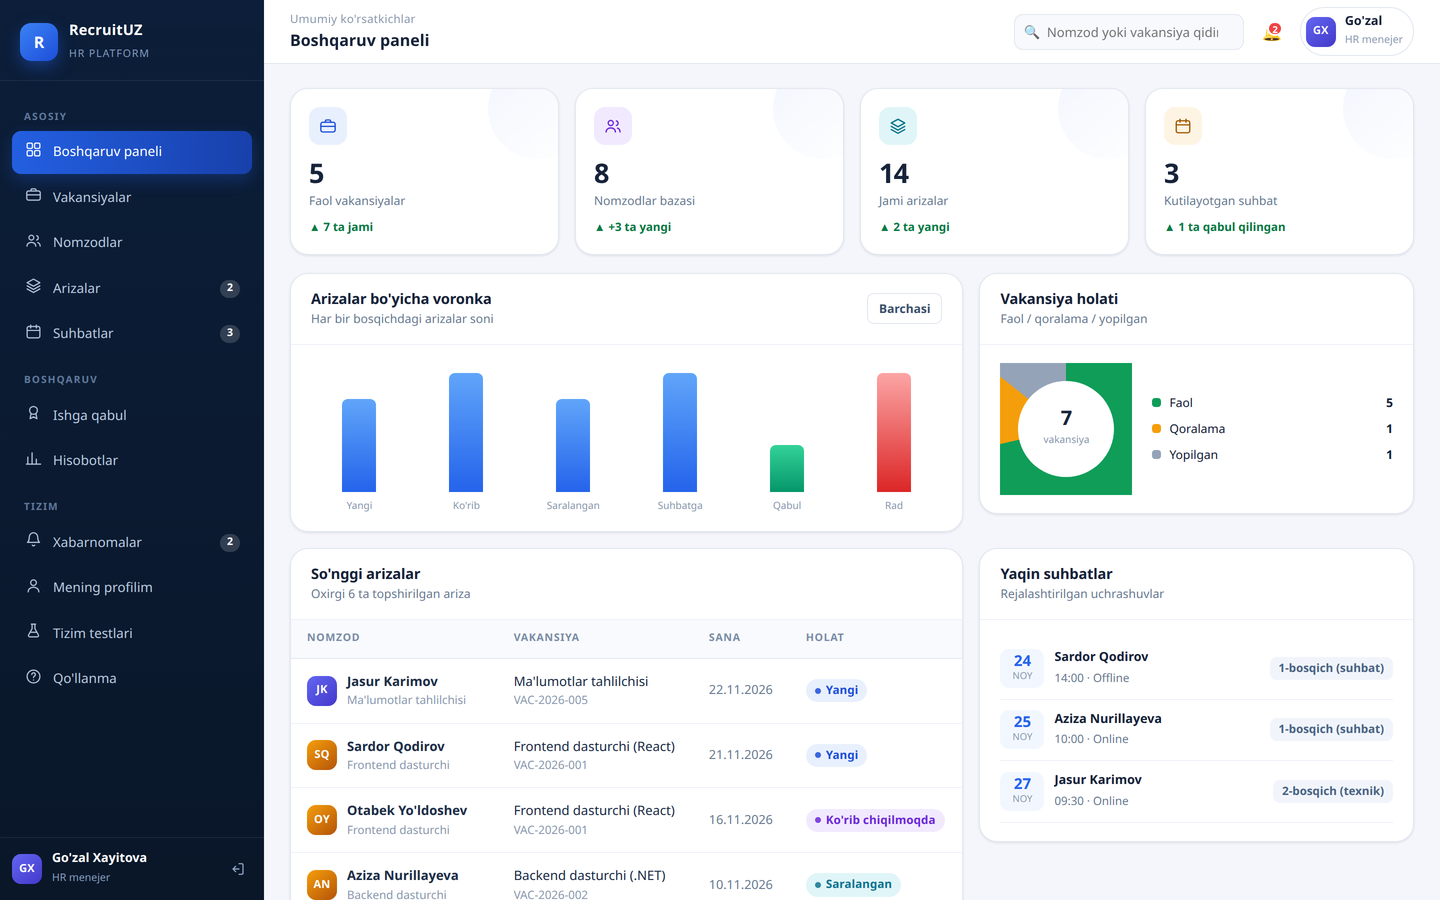 R
RecruitUZ
HR PLATFORM
ASOSIY
Boshqaruv paneli
Vakansiyalar
Nomzodlar
Arizalar 2
Suhbatlar 3
BOSHQARUV
Ishga qabul
Hisobotlar
TIZIM
Xabarnomalar 2
Mening profilim
Tizim testlari
Qo'llanma
GX
Go'zal Xayitova
HR menejer
Umumiy ko'rsatkichlar
Boshqaruv paneli
Nomzod yoki vakansiya qidi
2
GX
Go'zal
HR menejer
5
Faol vakansiyalar
▲ 7 ta jami
8
Nomzodlar bazasi
▲ +3 ta yangi
14
Jami arizalar
▲ 2 ta yangi
3
Kutilayotgan suhbat
▲ 1 ta qabul qilingan
Arizalar bo'yicha voronka
Har bir bosqichdagi arizalar soni
Barchasi
Yangi Ko'rib Saralangan Suhbatga Qabul Rad
Vakansiya holati
Faol / qoralama / yopilgan
7
vakansiya
Faol 5
Qoralama 1
Yopilgan 1
So'nggi arizalar
Oxirgi 6 ta topshirilgan ariza
NOMZOD VAKANSIYA SANA HOLAT
JK
Jasur Karimov
Ma'lumotlar tahlilchisi
Ma'lumotlar tahlilchisi
VAC-2026-005
22.11.2026
Yangi
SQ
Sardor Qodirov
Frontend dasturchi
Frontend dasturchi (React)
VAC-2026-001
21.11.2026
Yangi
OY
Otabek Yo'ldoshev
Frontend dasturchi
Frontend dasturchi (React)
VAC-2026-001
16.11.2026
Ko'rib chiqilmoqda
AN
Aziza Nurillayeva
Backend dasturchi
Backend dasturchi (.NET)
VAC-2026-002
10.11.2026
Saralangan
Yaqin suhbatlar
Rejalashtirilgan uchrashuvlar
24
NOY
Sardor Qodirov
14:00 · Offline
1-bosqich (suhbat)
25
NOY
Aziza Nurillayeva
10:00 · Online
1-bosqich (suhbat)
27
NOY
Jasur Karimov
09:30 · Online
2-bosqich (texnik)